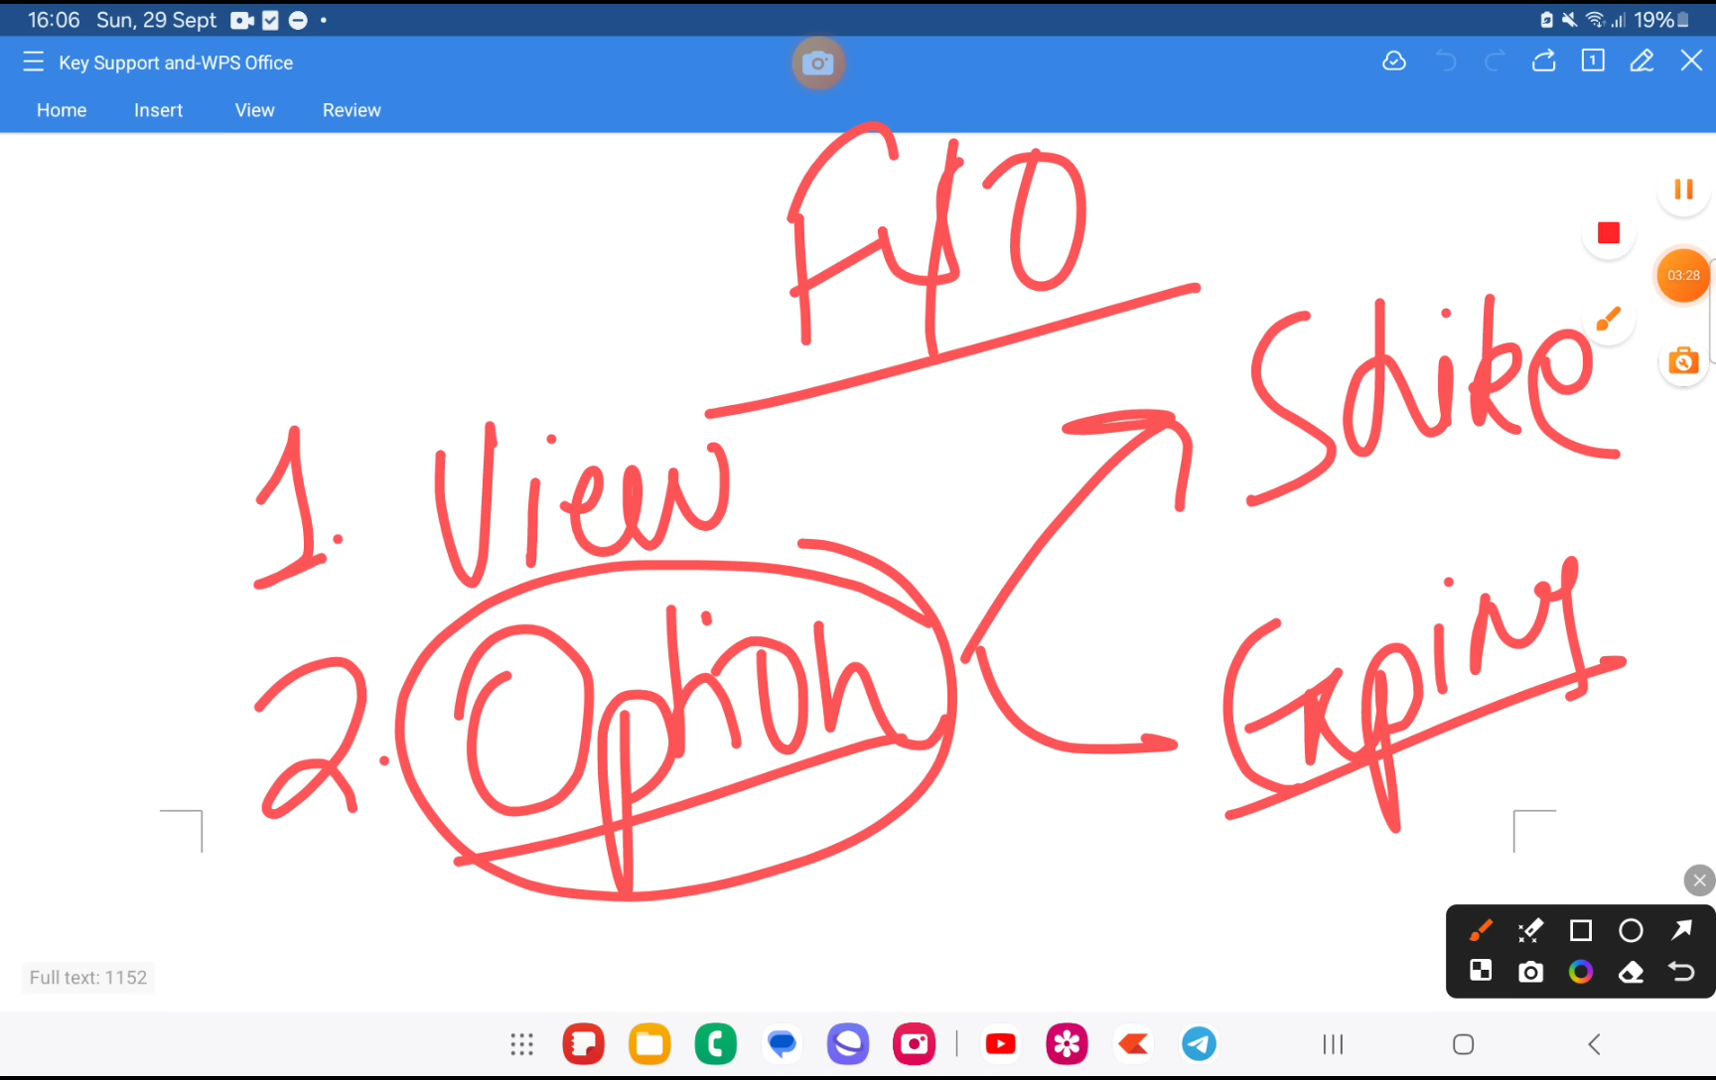 16:06 Sun, 29 Sept 19%
Key Support and-WPS Office
1
Home Insert View Review
F/O
03:28
Strike
1. View
2. Option
Expiry
Full text: 1152